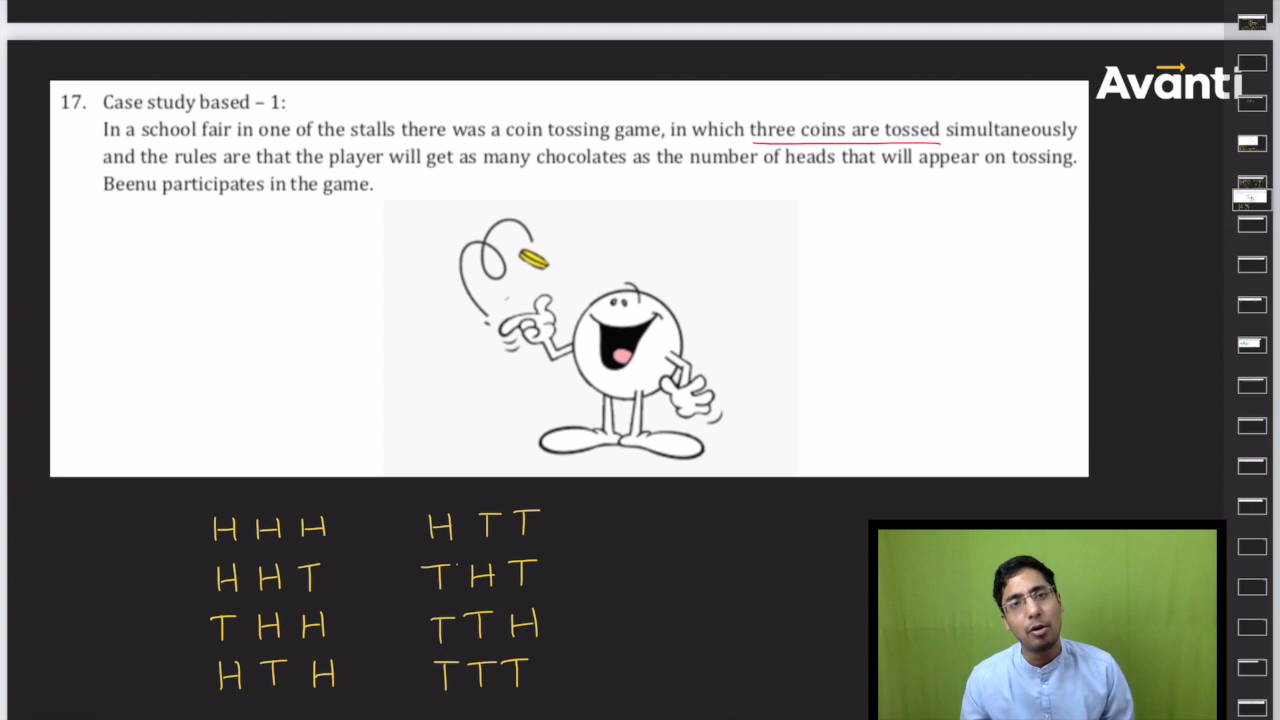 Avanti
17. Case study based – 1:
In a school fair in one of the stalls there was a coin tossing game, in which three coins are tossed simultaneously
and the rules are that the player will get as many chocolates as the number of heads that will appear on tossing.
Beenu participates in the game.
H H H
H H T
T H H
H T H
H T T
T H T
T T H
T T T